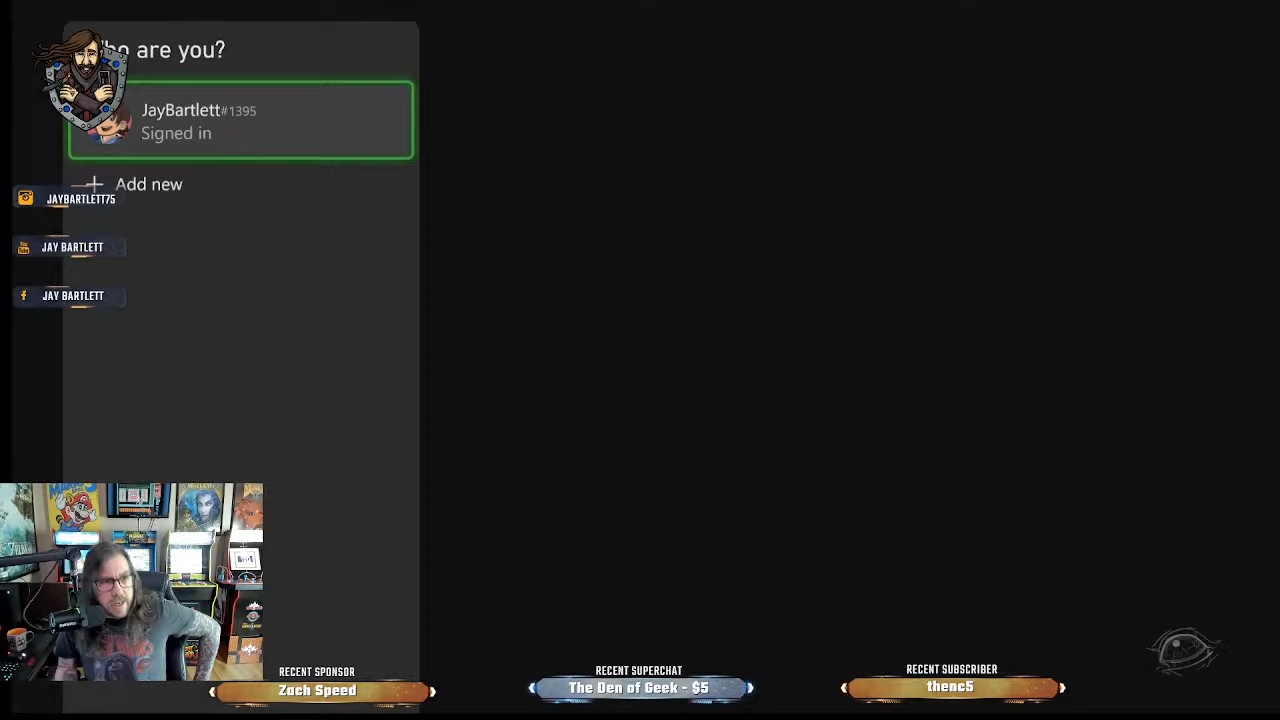 ho are you?
JayBartlett#1395
Signed in
Add new
JAYBARTLETT75
JAY BARTLETT
JAY BARTLETT
RECENT SPONSOR
Zach Speed
RECENT SUPERCHAT
The Den of Geek - $5
RECENT SUBSCRIBER
thenc5